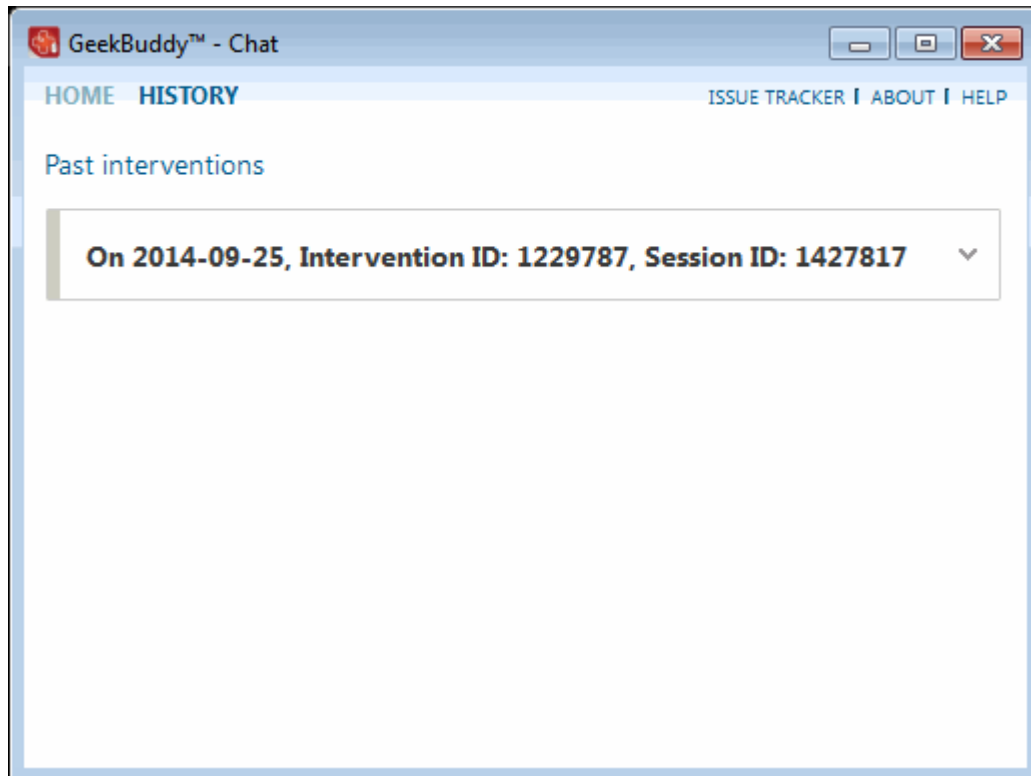 GeekBuddy™ - Chat
HOME HISTORY ISSUE TRACKER | ABOUT | HELP
Past interventions
On 2014-09-25, Intervention ID: 1229787, Session ID: 1427817